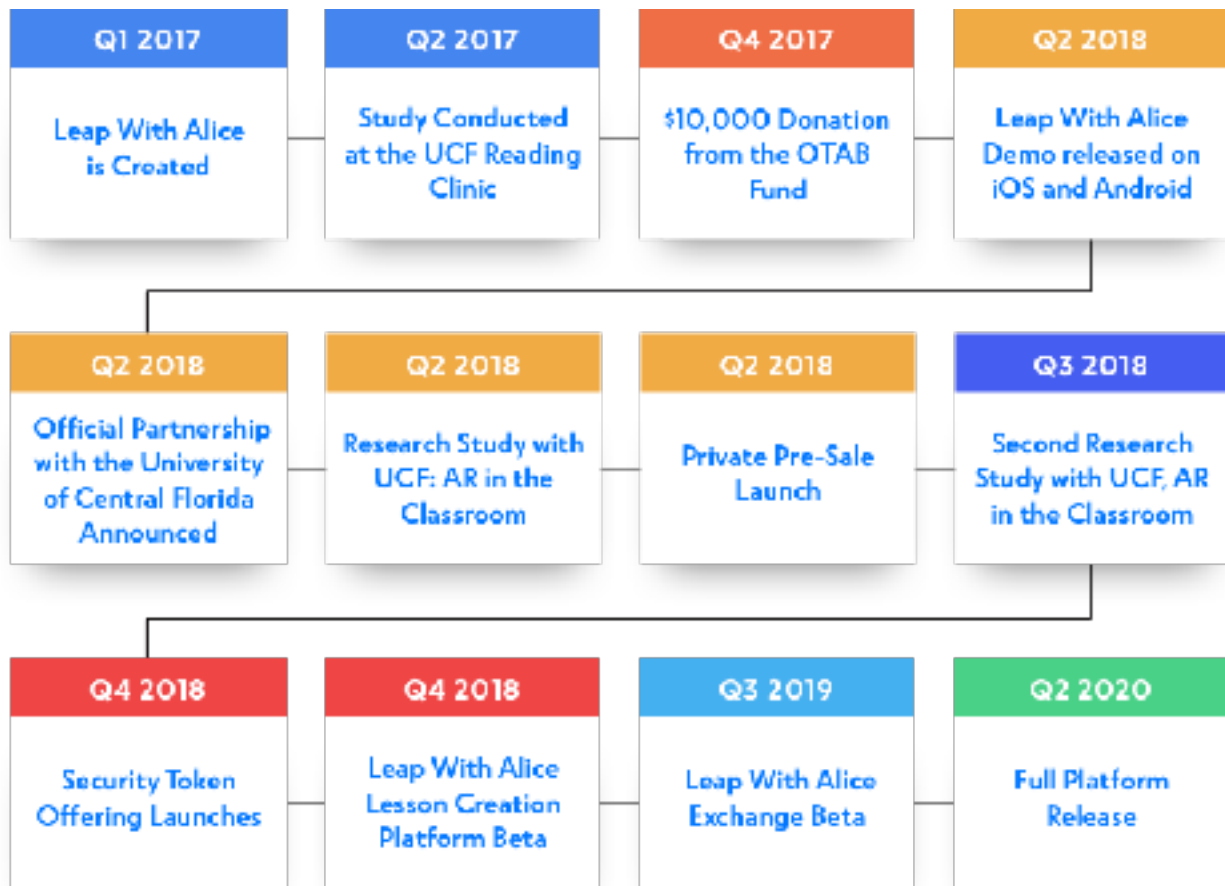 Q1 2017
Leap With Alice
is Created
Q2 2017
Study Conducted
at the UCF Reading
Clinic
Q4 2017
$10,000 Donation
from the OTAB
Fund
Q2 2018
Leap With Alice
Demo released on
iOS and Android
Q2 2018
Official Partnership
with the University
of Central Florida
Announced
Q2 2018
Research Study with
UCF: AR in the
Classroom
Q2 2018
Private Pre-Sale
Launch
Q3 2018
Second Research
Study with UCF, AR
in the Classroom
Q4 2018
Security Token
Offering Launches
Q4 2018
Leap With Alice
Lesson Creation
Platform Beta
Q3 2019
Leap With Alice
Exchange Beta
Q2 2020
Full Platform
Release